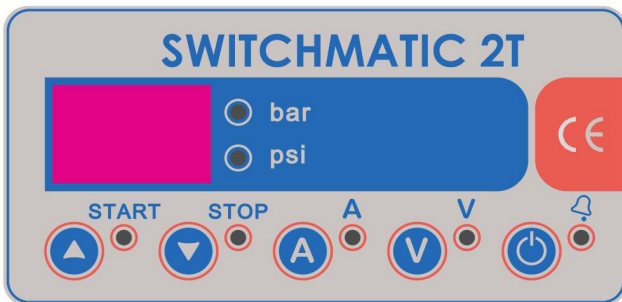 SWITCHMATIC 2T
bar
psi
CE
START STOP A V
A V